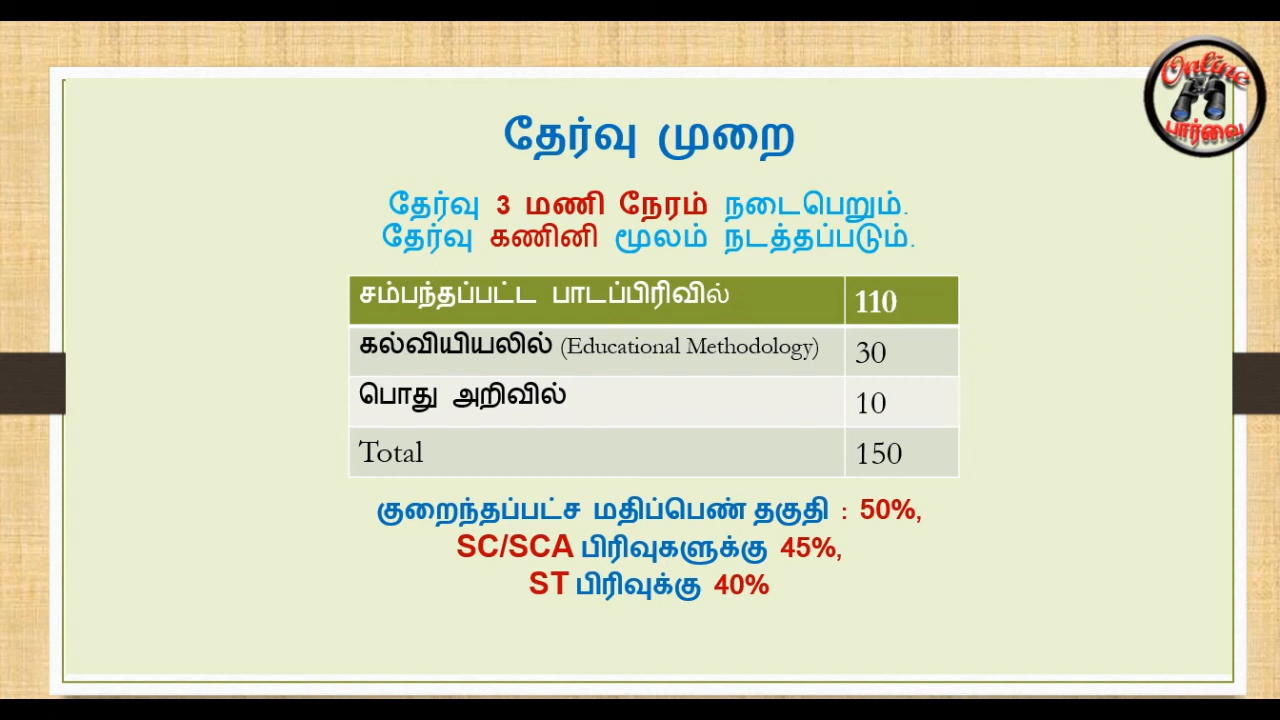 Online
பார்வை
தேர்வு முறை
தேர்வு 3 மணி நேரம் நடைபெறும்.
தேர்வு கணினி மூலம் நடத்தப்படும்.
சம்பந்தப்பட்ட பாடப்பிரிவில் 110
கல்வியியலில் (Educational Methodology) 30
பொது அறிவில் 10
Total 150
குறைந்தப்பட்ச மதிப்பெண் தகுதி : 50%,
SC/SCA பிரிவுகளுக்கு 45%,
ST பிரிவுக்கு 40%